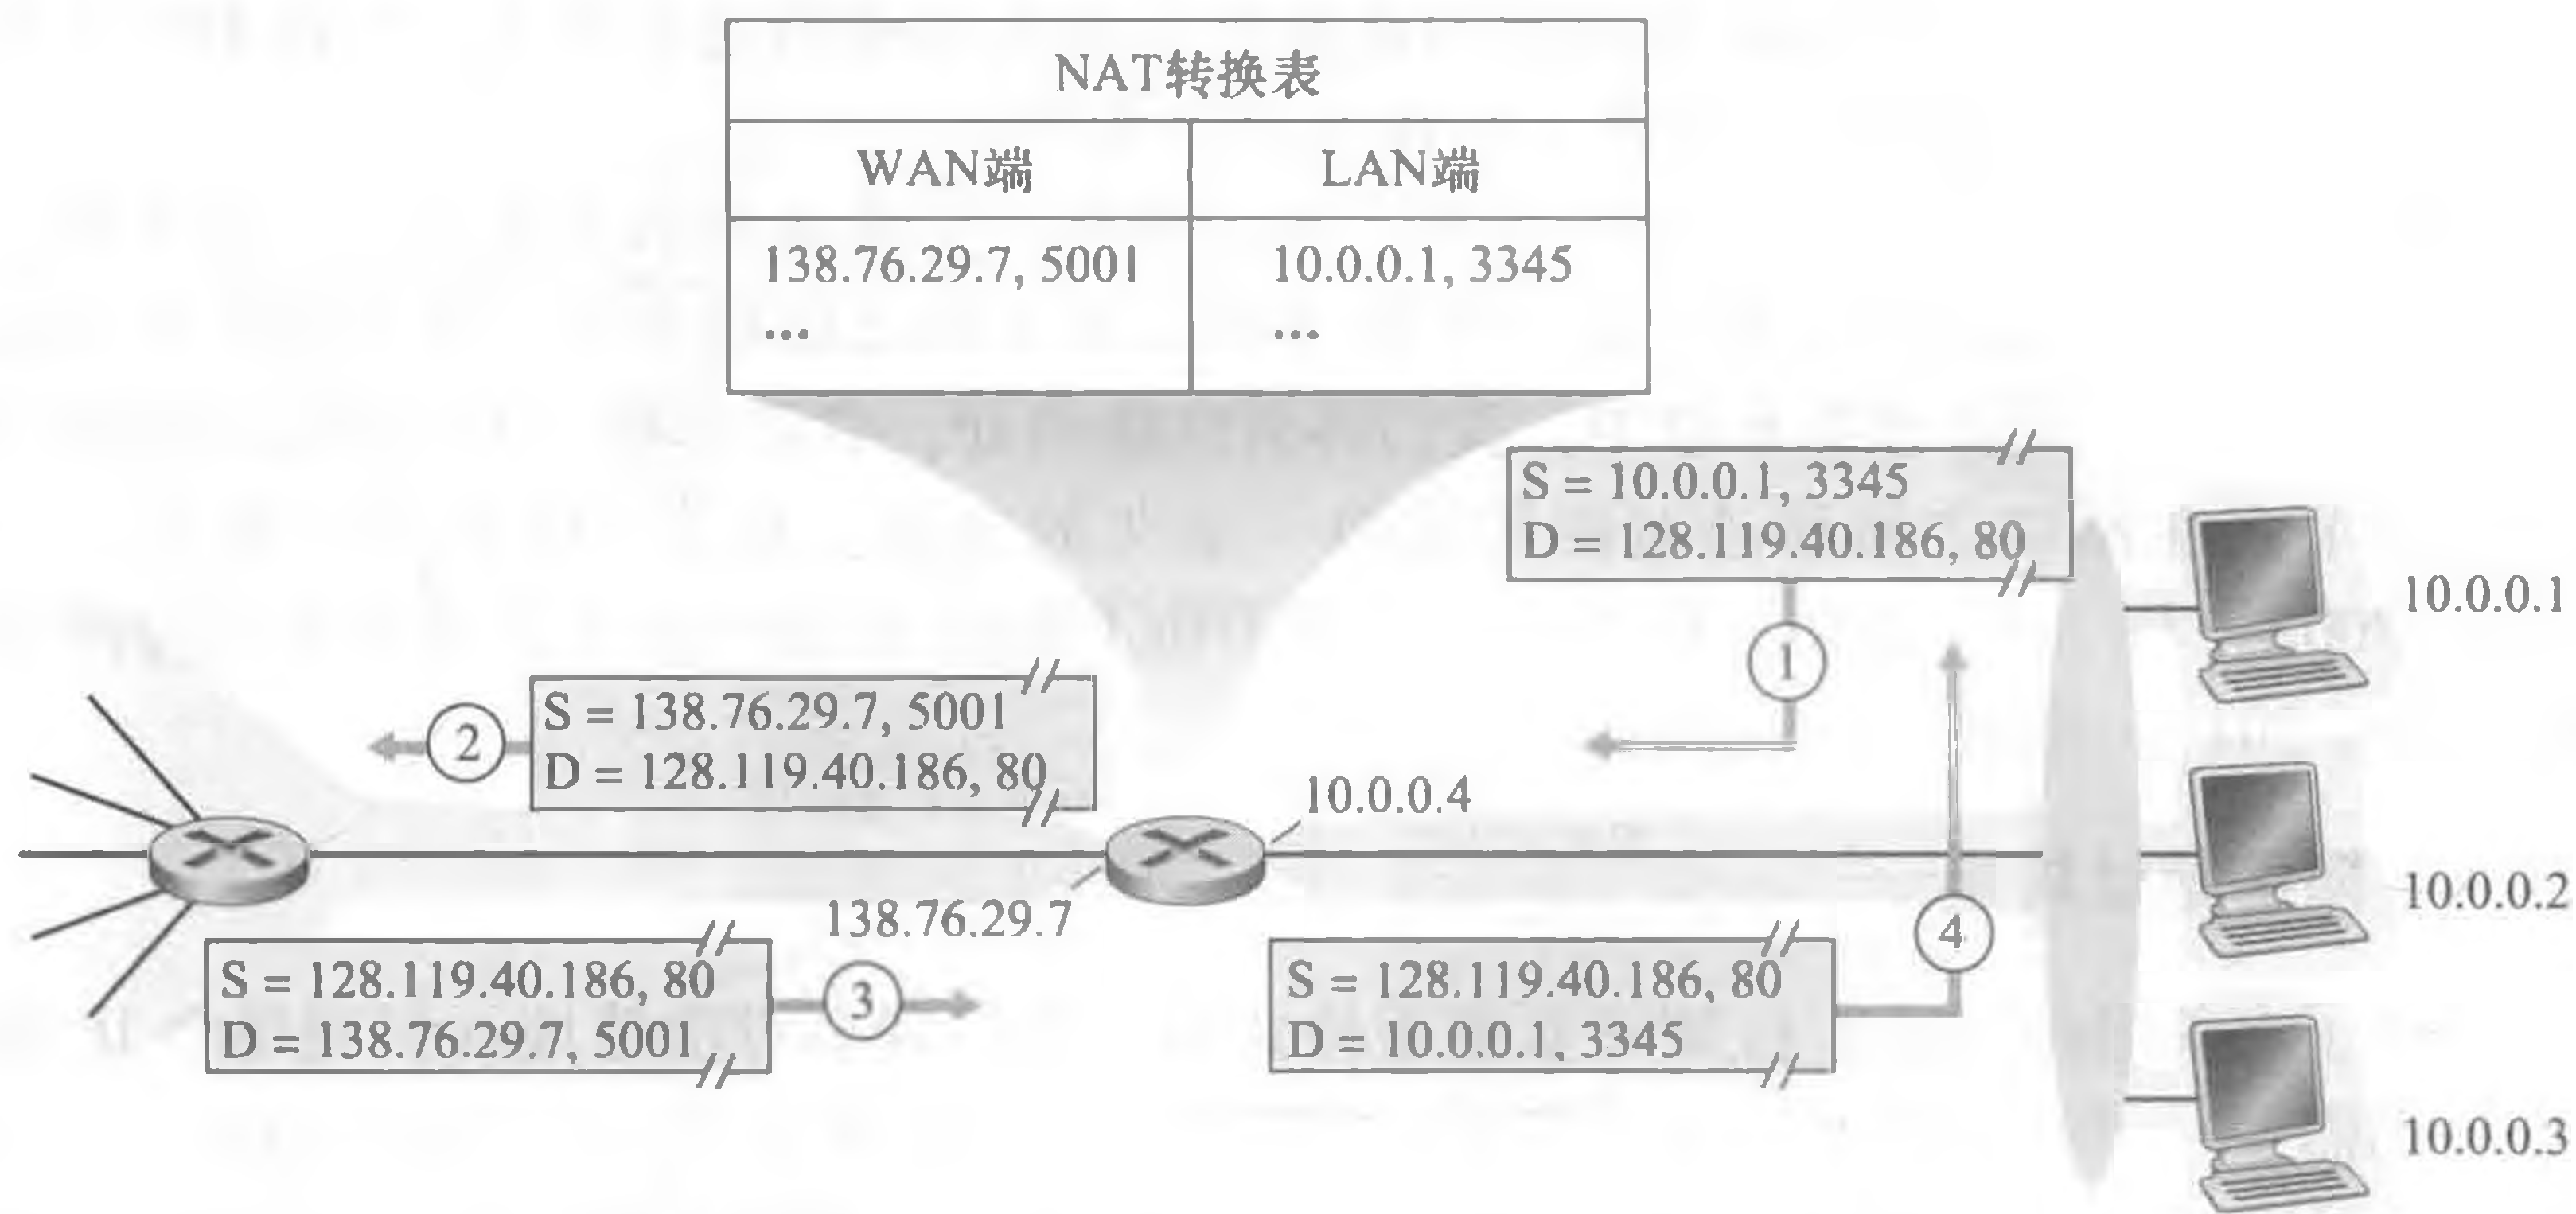 NAT转换表
WAN端 LAN端
138.76.29.7, 5001 10.0.0.1, 3345
... ...
S = 10.0.0.1, 3345
D = 128.119.40.186, 80
10.0.0.1
1
S = 138.76.29.7, 5001
D = 128.119.40.186, 80
2
10.0.0.4
138.76.29.7
10.0.0.2
4
S = 128.119.40.186, 80
D = 138.76.29.7, 5001
3
S = 128.119.40.186, 80
D = 10.0.0.1, 3345
10.0.0.3